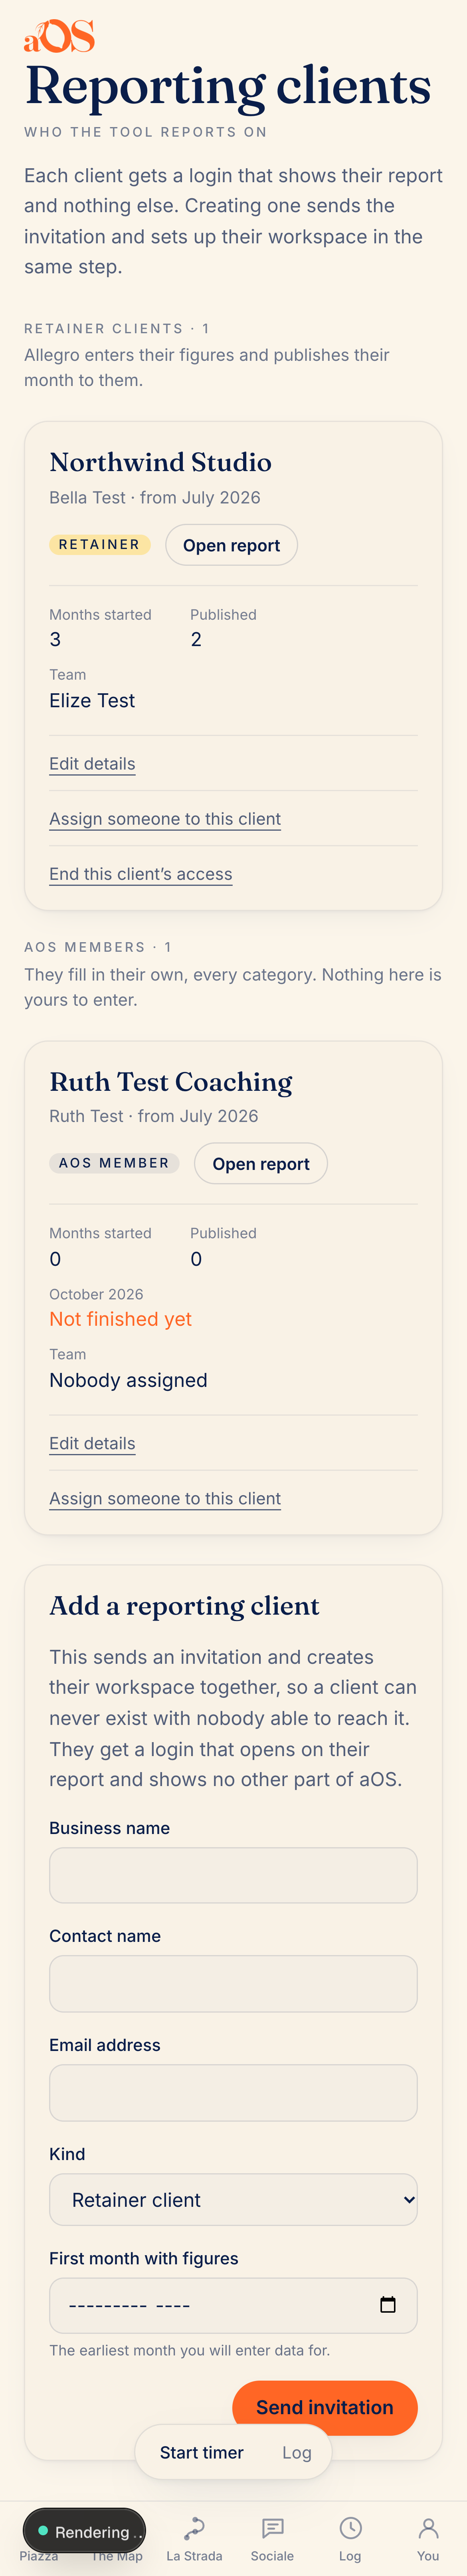 aOS
Reporting clients
WHO THE TOOL REPORTS ON
Each client gets a login that shows their report
and nothing else. Creating one sends the
invitation and sets up their workspace in the
same step.
RETAINER CLIENTS · 1
Allegro enters their figures and publishes their
month to them.
Northwind Studio
Bella Test · from July 2026
RETAINER
Open report
Months started
Published
3
2
Team
Elize Test
Edit details
Assign someone to this client
End this client’s access
AOS MEMBERS · 1
They fill in their own, every category. Nothing here is
yours to enter.
Ruth Test Coaching
Ruth Test · from July 2026
AOS MEMBER
Open report
Months started
Published
0
0
October 2026
Not finished yet
Team
Nobody assigned
Edit details
Assign someone to this client
Add a reporting client
This sends an invitation and creates
their workspace together, so a client can
never exist with nobody able to reach it.
They get a login that opens on their
report and shows no other part of aOS.
Business name
Contact name
Email address
Kind
Retainer client
First month with figures
--------- ----
The earliest month you will enter data for.
Send invitation
Start timer
Log
Rendering ...
Piazza
The Map
La Strada
Sociale
Log
You